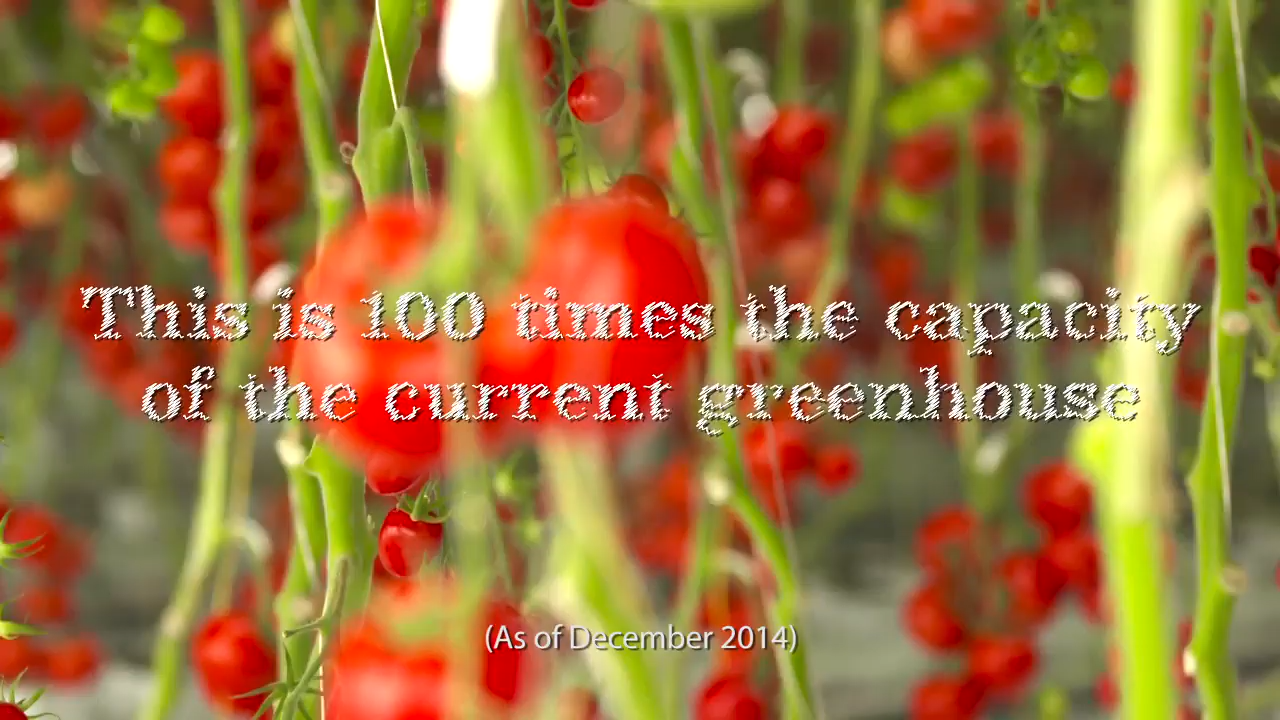 This is 100 times the capacity
of the current greenhouse
(As of December 2014)